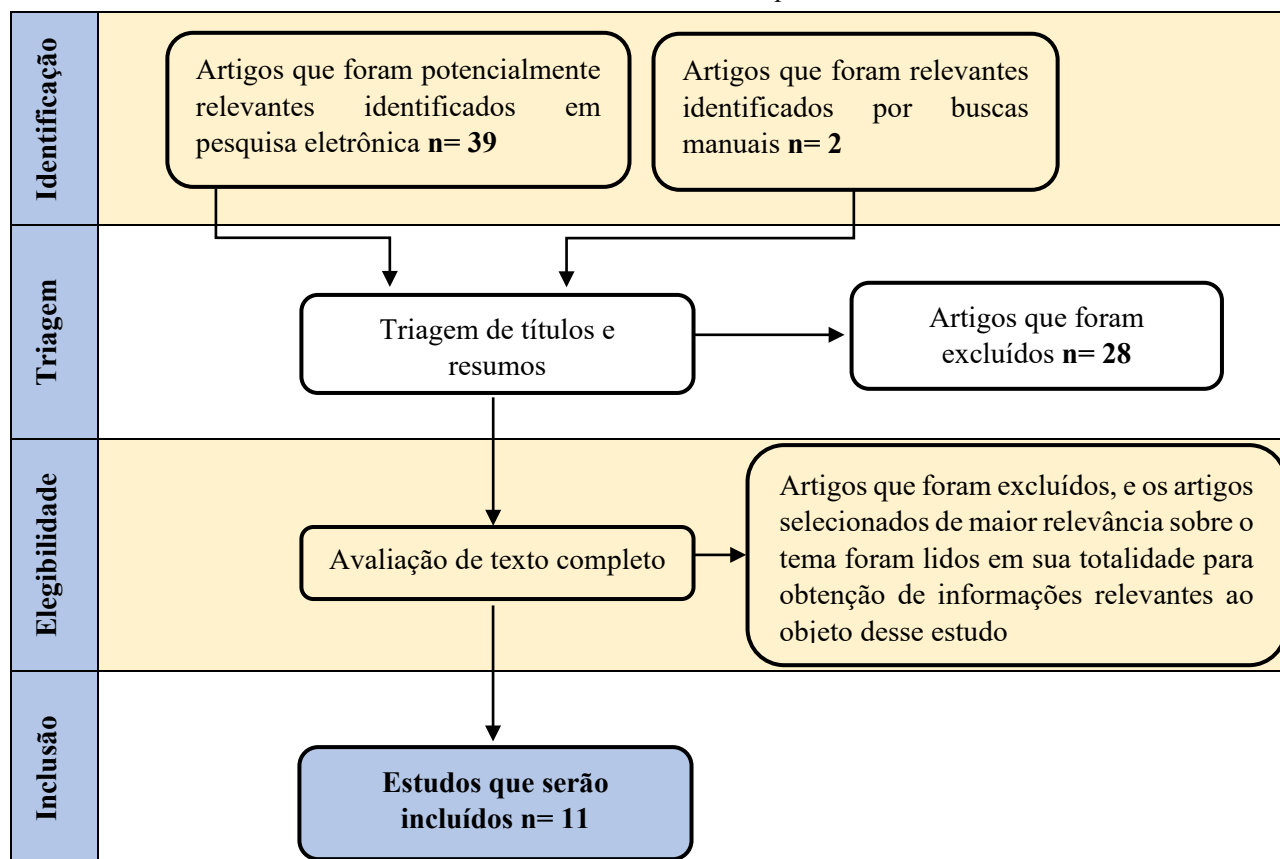 Identificação
Artigos que foram potencialmente
relevantes identificados em
pesquisa eletrônica n= 39
Artigos que foram relevantes
identificados por buscas
manuais n= 2
Triagem
Triagem de títulos e
resumos
Artigos que foram
excluídos n= 28
Elegibilidade
Avaliação de texto completo
Artigos que foram excluídos, e os artigos
selecionados de maior relevância sobre o
tema foram lidos em sua totalidade para
obtenção de informações relevantes ao
objeto desse estudo
Inclusão
Estudos que serão
incluídos n= 11